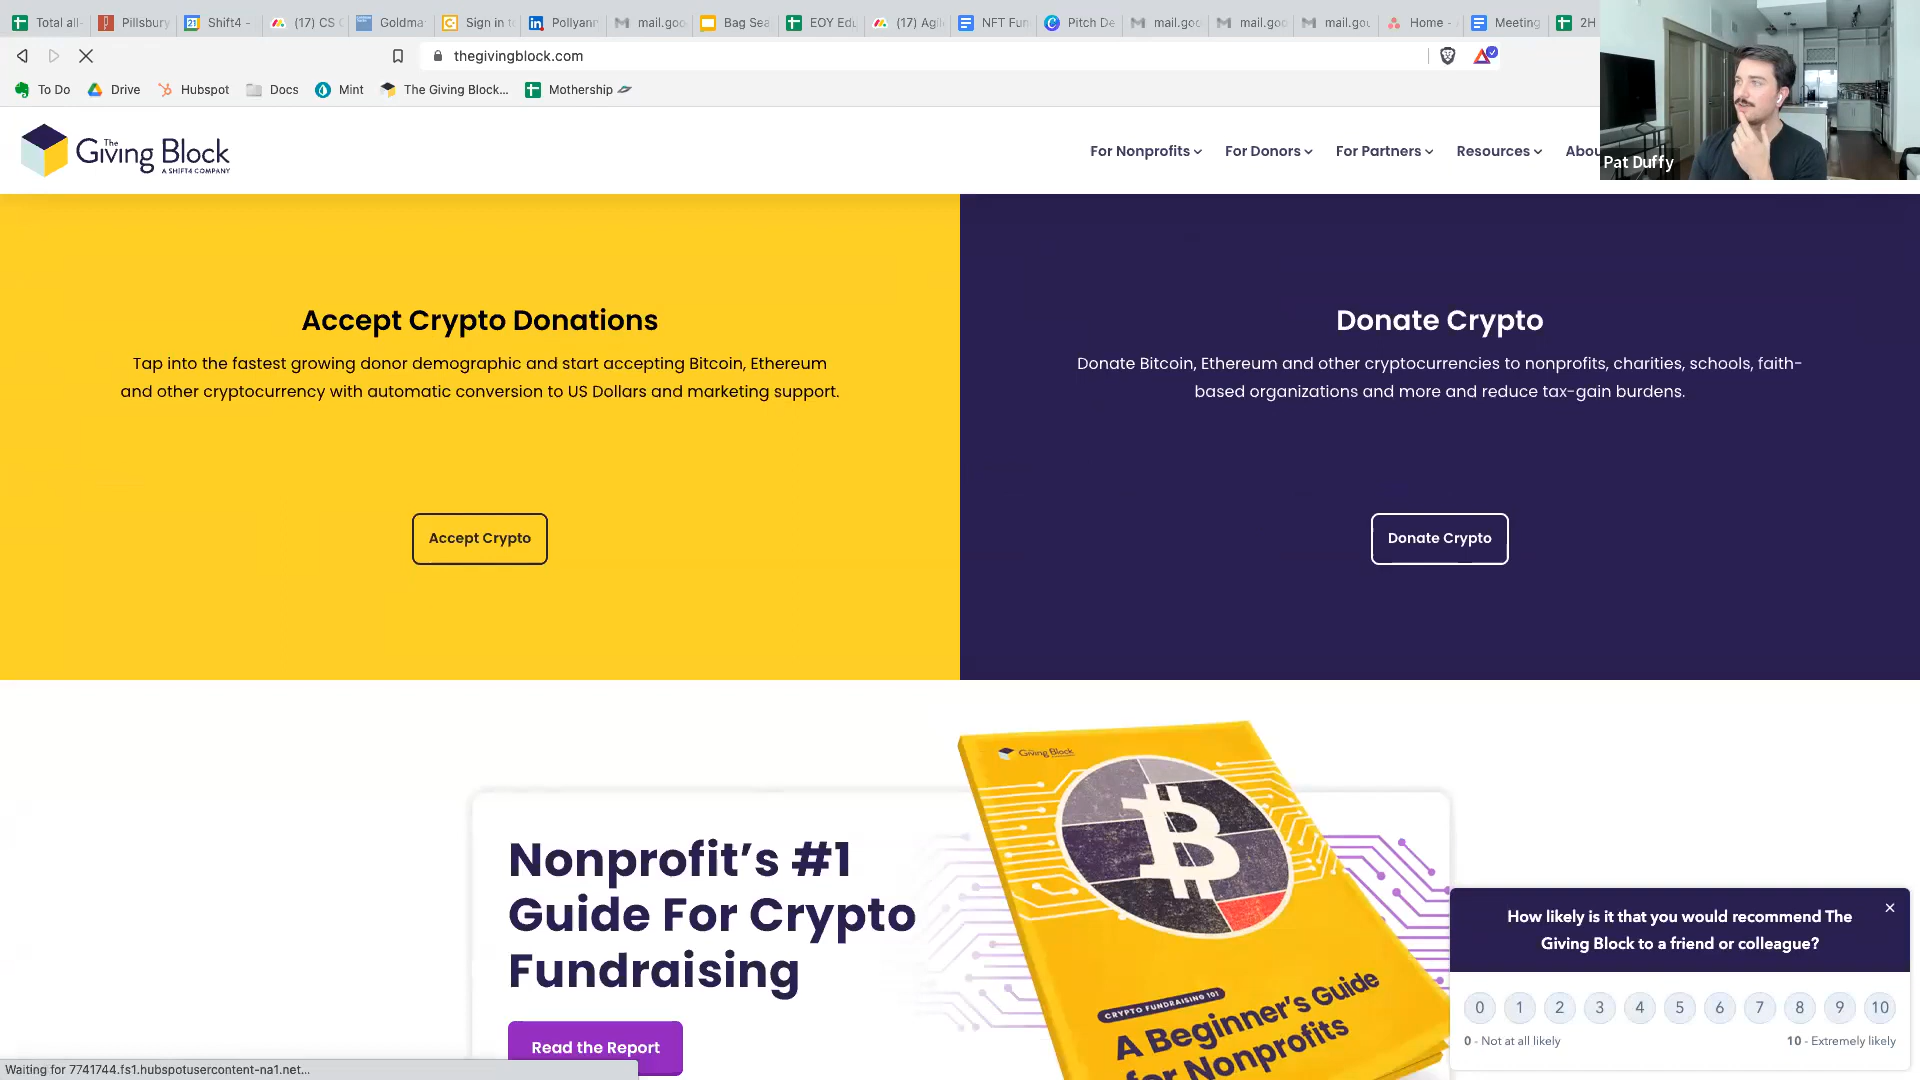 Total all-
Pillsbury
Shift4 -
(17) CS C
Goldma
Sign in to
Pollyann
mail.goo
Bag Sea
EOY Edu
(17) Agil
NFT Fun
Pitch De
mail.goo
mail.goo
mail.gou
Home -
Meeting
2H
thegivingblock.com
To Do
Drive
Hubspot
Docs
Mint
The Giving Block...
Mothership
The
Giving Block
A SHIFT4 COMPANY
For Nonprofits
For Donors
For Partners
Resources
Abou
Pat Duffy
Accept Crypto Donations
Tap into the fastest growing donor demographic and start accepting Bitcoin, Ethereum
and other cryptocurrency with automatic conversion to US Dollars and marketing support.
Accept Crypto
Donate Crypto
Donate Bitcoin, Ethereum and other cryptocurrencies to nonprofits, charities, schools, faith-
based organizations and more and reduce tax-gain burdens.
Donate Crypto
Nonprofit's #1
Guide For Crypto
Fundraising
Read the Report
Giving Block
CRYPTO FUNDRAISING 101
A Beginner's Guide
for Nonprofits
How likely is it that you would recommend The
Giving Block to a friend or colleague?
0 1 2 3 4 5 6 7 8 9 10
0 - Not at all likely
10 - Extremely likely
Waiting for 7741744.fs1.hubspotusercontent-na1.net...